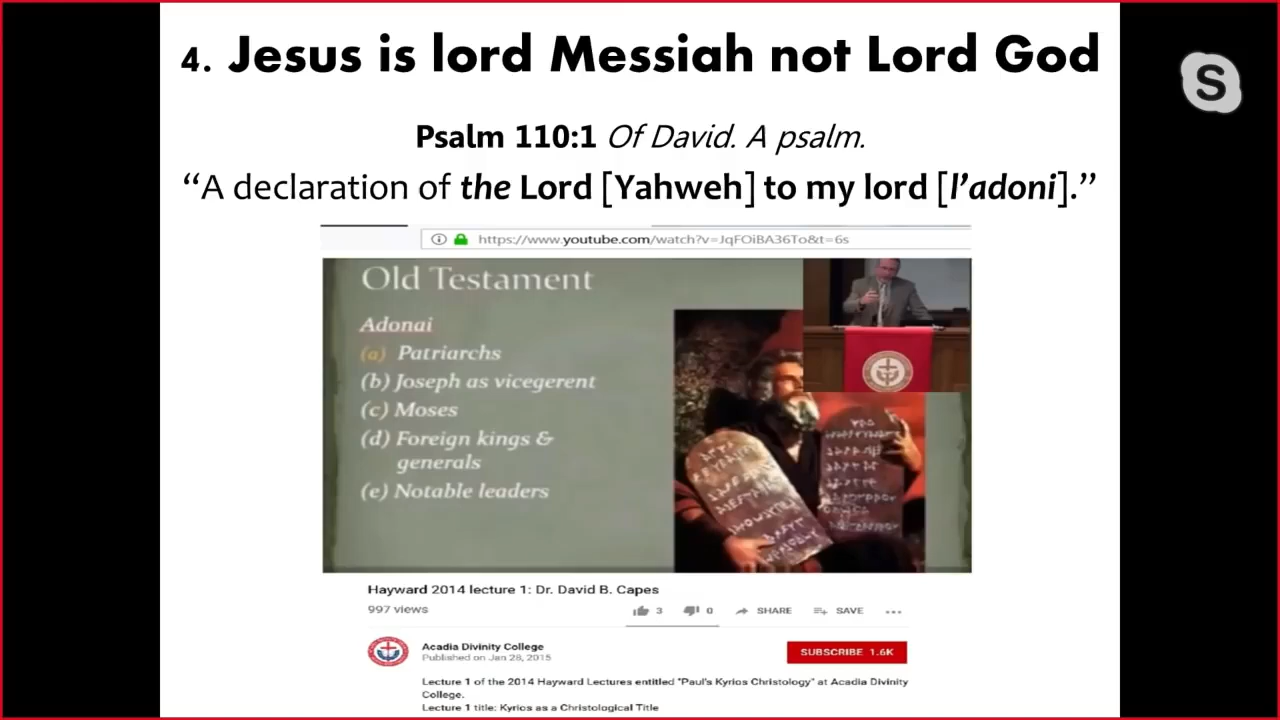 4. Jesus is lord Messiah not Lord God
Psalm 110:1 Of David. A psalm.
“A declaration of the Lord [Yahweh] to my lord [l’adoni].”
https://www.youtube.com/watch?v=JqFOiBA36To&t=6s
Old Testament
Adonai
(a) Patriarchs
(b) Joseph as vicegerent
(c) Moses
(d) Foreign kings &
generals
(e) Notable leaders
Hayward 2014 lecture 1: Dr. David B. Capes
997 views
3
0
SHARE
SAVE
Acadia Divinity College
Published on Jan 28, 2015
SUBSCRIBE 1.6K
Lecture 1 of the 2014 Hayward Lectures entitled "Paul's Kyrios Christology" at Acadia Divinity
College.
Lecture 1 title: Kyrios as a Christological Title
S